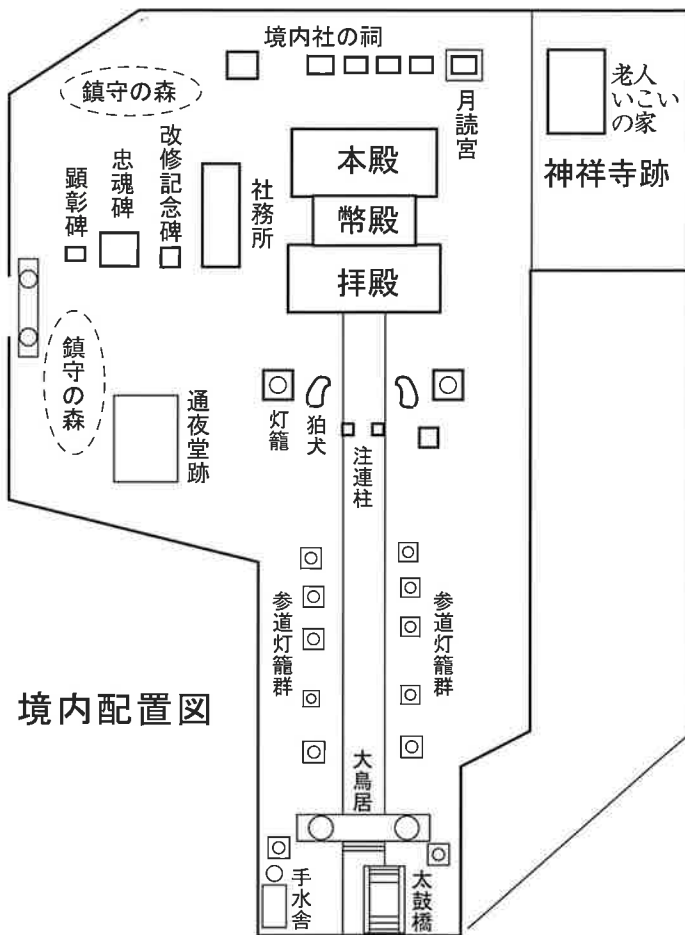 境内社の祠
月読宮
老人
いこい
の家
神祥寺跡
鎮守の森
顕彰碑
忠魂碑
改修記念碑
社務所
本殿
幣殿
拝殿
鎮守の森
通夜堂跡
灯籠
狛犬
注連柱
参道灯籠群
参道灯籠群
境内配置図
大鳥居
手水舎
太鼓橋